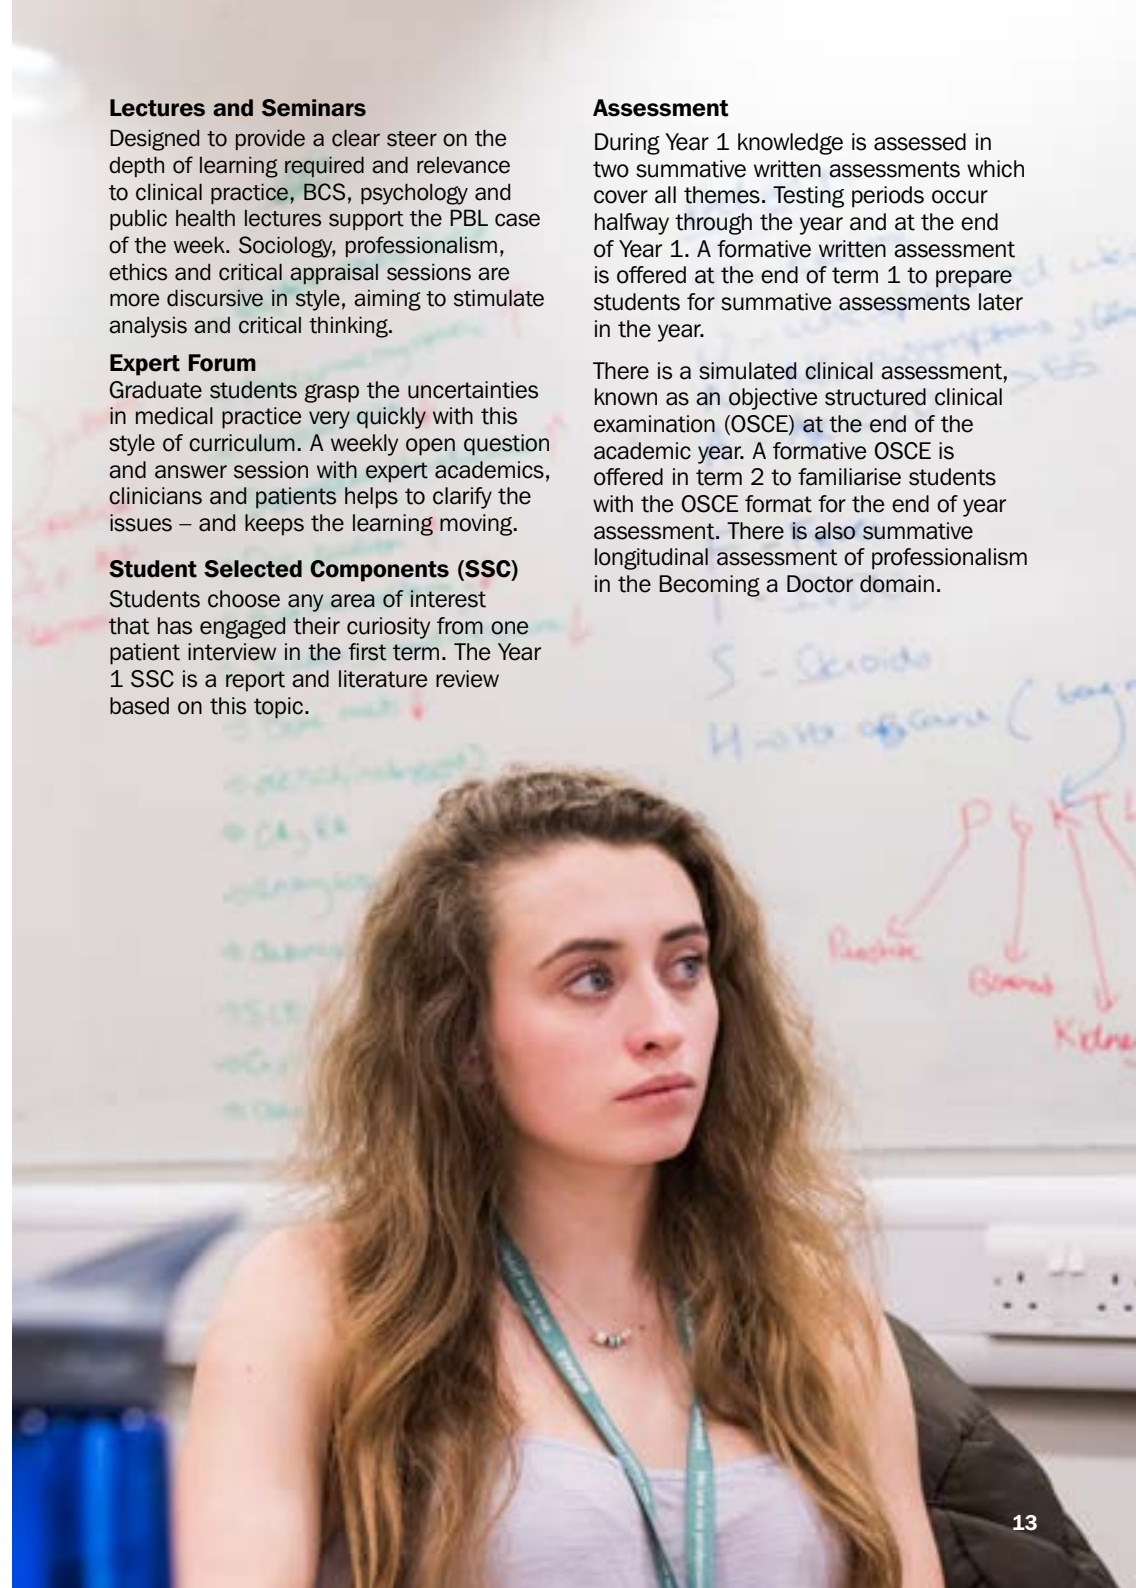 Lectures and Seminars
Designed to provide a clear steer on the
depth of learning required and relevance
to clinical practice, BCS, psychology and
public health lectures support the PBL case
of the week. Sociology, professionalism,
ethics and critical appraisal sessions are
more discursive in style, aiming to stimulate
analysis and critical thinking.
Expert Forum
Graduate students grasp the uncertainties
in medical practice very quickly with this
style of curriculum. A weekly open question
and answer session with expert academics,
clinicians and patients helps to clarify the
issues – and keeps the learning moving.
Student Selected Components (SSC)
Students choose any area of interest
that has engaged their curiosity from one
patient interview in the first term. The Year
1 SSC is a report and literature review
based on this topic.
Assessment
During Year 1 knowledge is assessed in
two summative written assessments which
cover all themes. Testing periods occur
halfway through the year and at the end
of Year 1. A formative written assessment
is offered at the end of term 1 to prepare
students for summative assessments later
in the year.
There is a simulated clinical assessment,
known as an objective structured clinical
examination (OSCE) at the end of the
academic year. A formative OSCE is
offered in term 2 to familiarise students
with the OSCE format for the end of year
assessment. There is also summative
longitudinal assessment of professionalism
in the Becoming a Doctor domain.
S - Steroids
P b K T L
Kidney
13